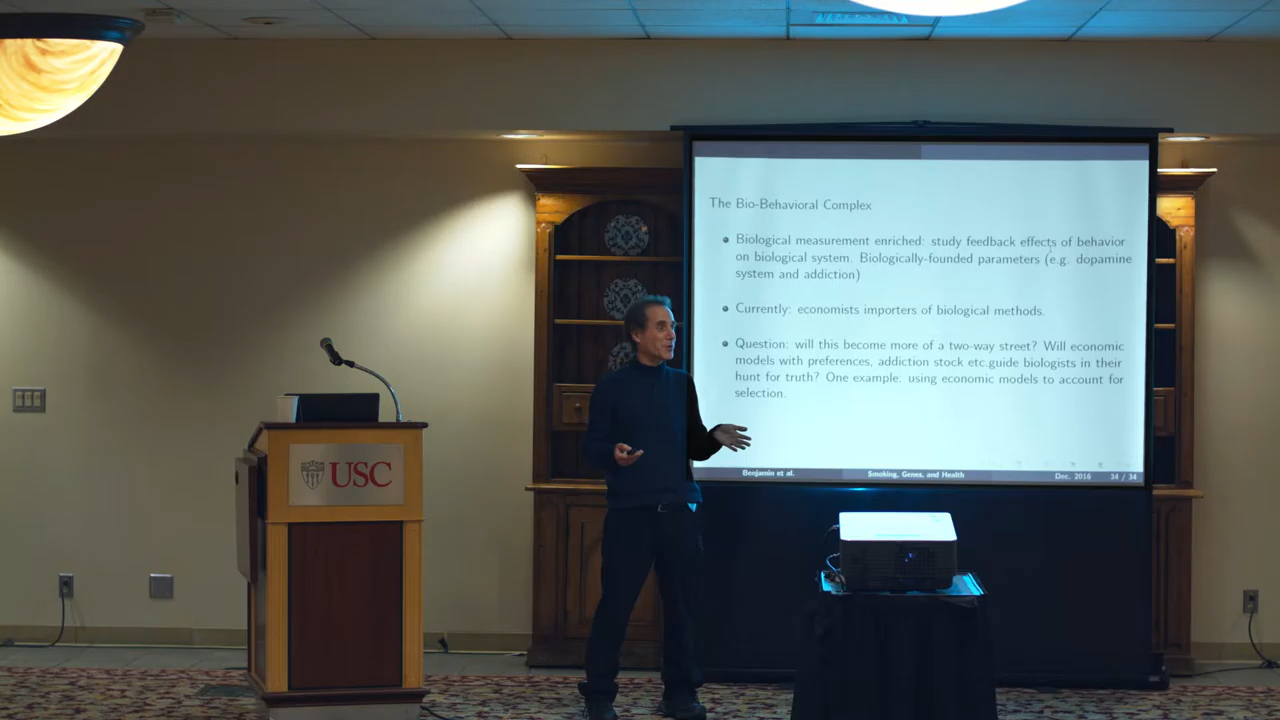 The Bio-Behavioral Complex
Biological measurement enriched: study feedback effects of behavior
on biological system. Biologically-founded parameters (e.g. dopamine
system and addiction)
Currently: economists importers of biological methods.
Question: will this become more of a two-way street? Will economic
models with preferences, addiction stock etc.guide biologists in their
hunt for truth? One example: using economic models to account for
selection.
Benjamin et al. Smoking, Genes, and Health Dec. 2016 34 / 34
USC